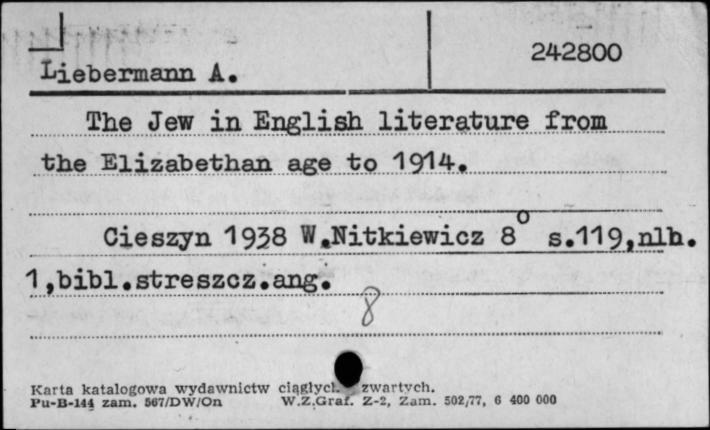 242800
Liebermann A.
The Jew in English literature from
the Elizabethan age to 1914.
Cieszyn 1938 W.Nitkiewicz 8° s.119,nlb.
1,bibl.streszcz.ang.
8
Karta katalogowa wydawnictw zwartych.
Pu-B-144 zam. 567/DW/On W.Z.Graf. Z-2, Zam. 502/77, 6 400 000